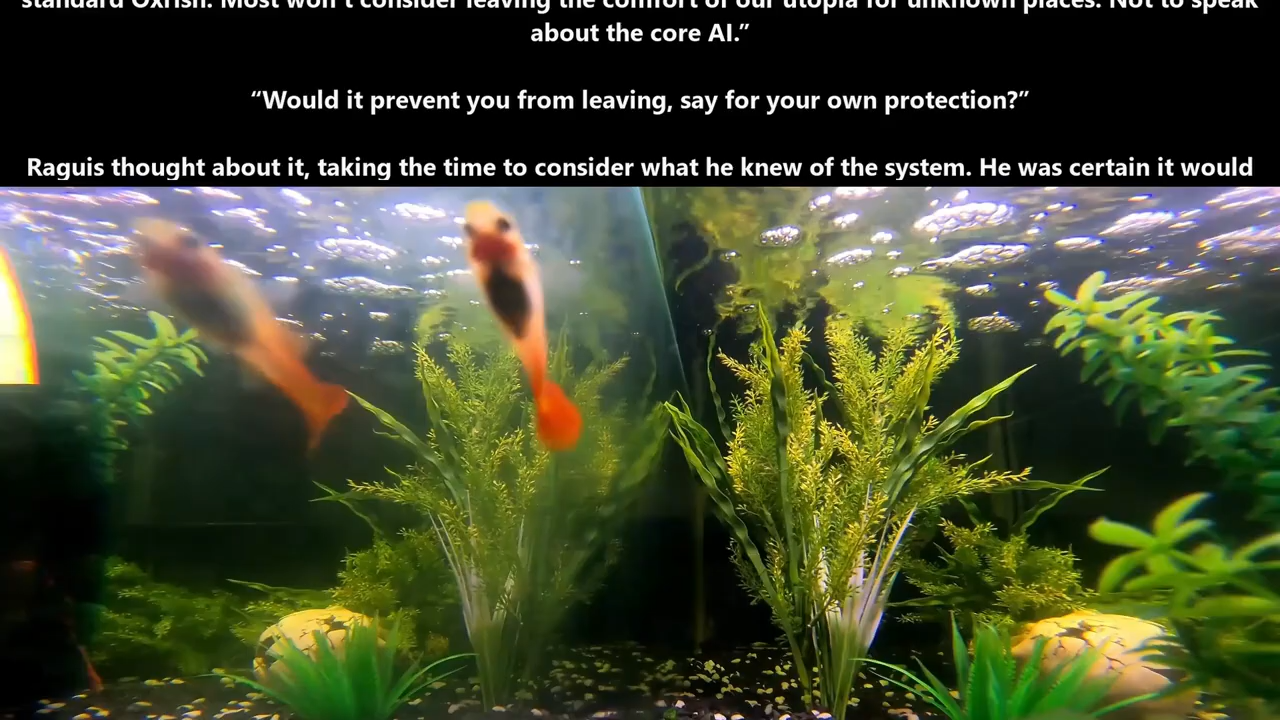 standard Oxfish. Most won't consider leaving the comfort of our utopia for unknown places. Not to speak
about the core AI.”
“Would it prevent you from leaving, say for your own protection?”
Raguis thought about it, taking the time to consider what he knew of the system. He was certain it would